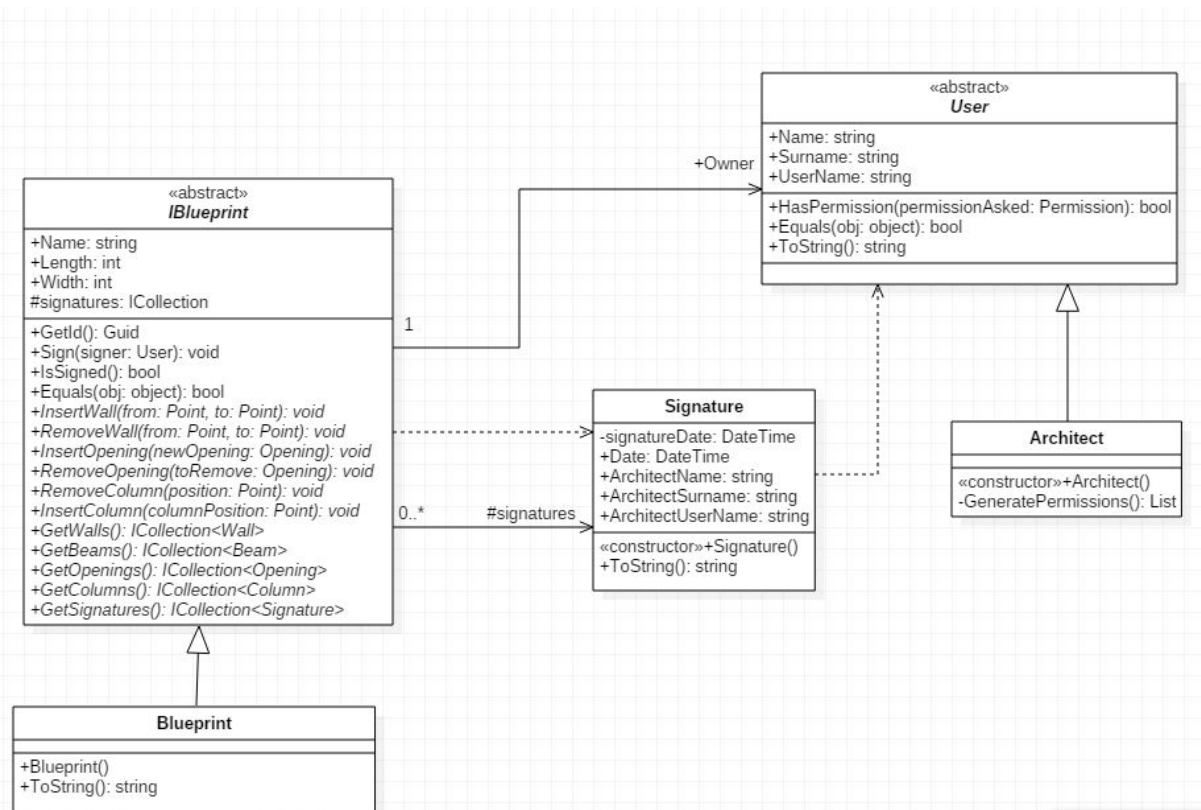 «abstract»
IBlueprint
+Name: string
+Length: int
+Width: int
#signatures: ICollection
+GetId(): Guid
+Sign(signer: User): void
+IsSigned(): bool
+Equals(obj: object): bool
+InsertWall(from: Point, to: Point): void
+RemoveWall(from: Point, to: Point): void
+InsertOpening(newOpening: Opening): void
+RemoveOpening(toRemove: Opening): void
+RemoveColumn(position: Point): void
+InsertColumn(columnPosition: Point): void
+GetWalls(): ICollection<Wall>
+GetBeams(): ICollection<Beam>
+GetOpenings(): ICollection<Opening>
+GetColumns(): ICollection<Column>
+GetSignatures(): ICollection<Signature>
1
+Owner
0..*
#signatures
«abstract»
User
+Name: string
+Surname: string
+UserName: string
+HasPermission(permissionAsked: Permission): bool
+Equals(obj: object): bool
+ToString(): string
Signature
-signatureDate: DateTime
+Date: DateTime
+ArchitectName: string
+ArchitectSurname: string
+ArchitectUserName: string
«constructor»+Signature()
+ToString(): string
Architect
«constructor»+Architect()
-GeneratePermissions(): List
Blueprint
+Blueprint()
+ToString(): string